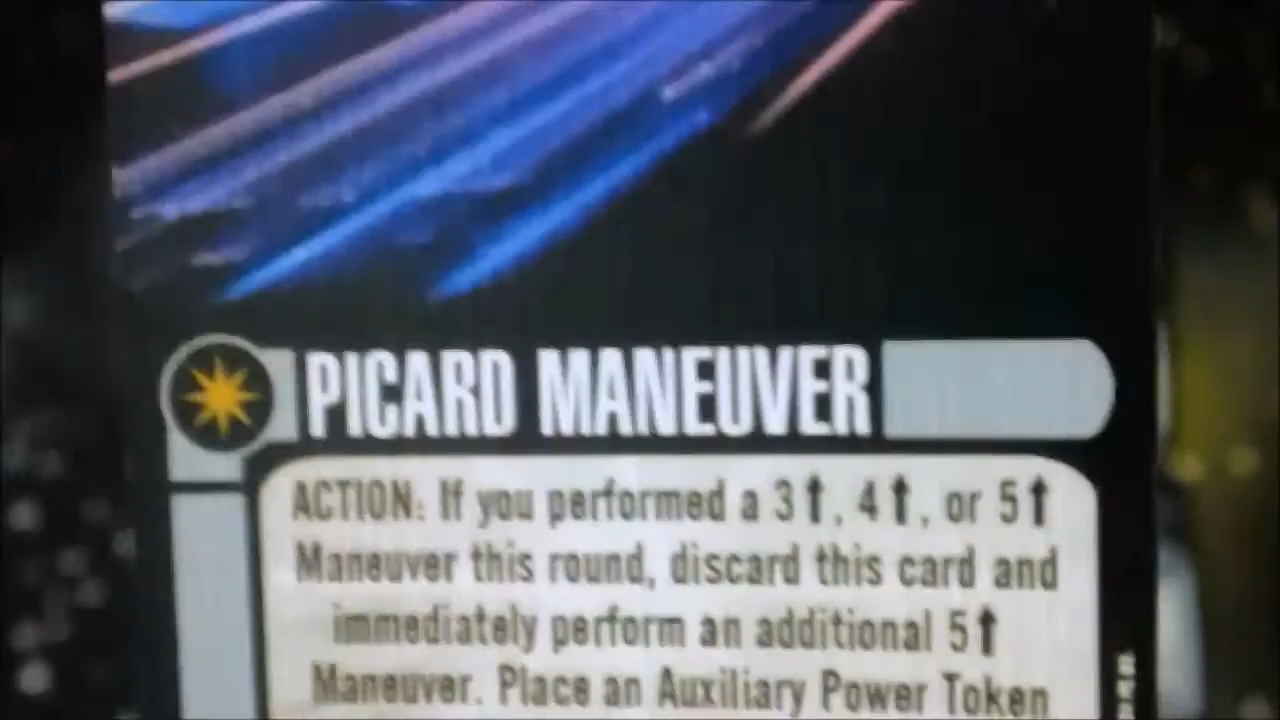 PICARD MANEUVER
ACTION: If you performed a 3⬆, 4⬆, or 5⬆
Maneuver this round, discard this card and
immediately perform an additional 5⬆
Maneuver. Place an Auxiliary Power Token